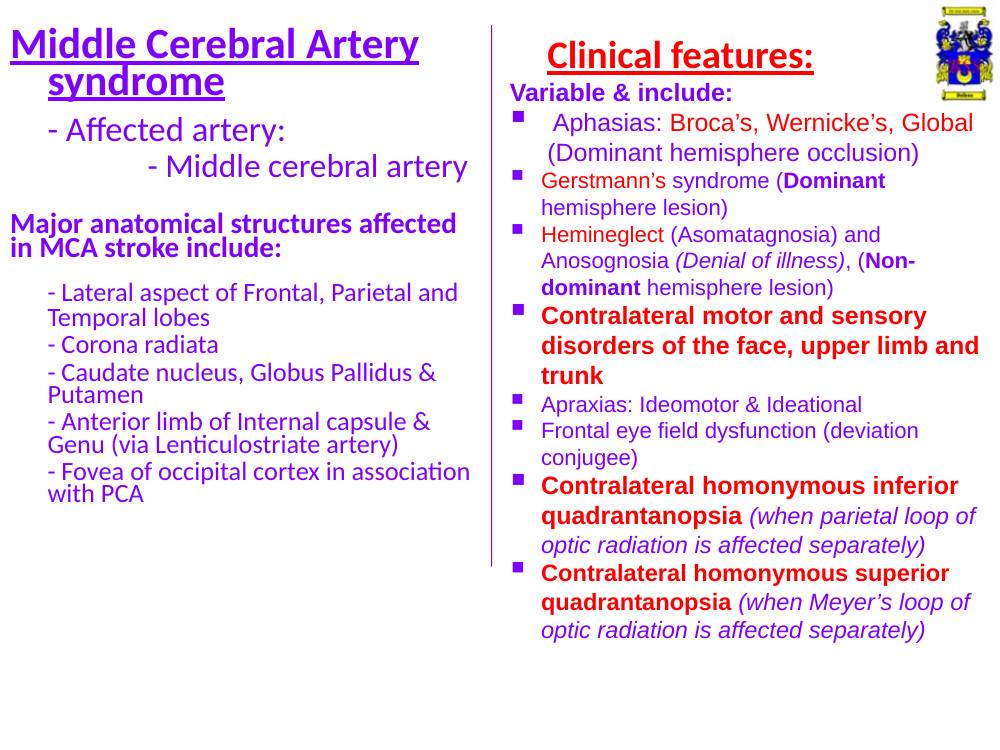 Middle Cerebral Artery
syndrome
- Affected artery:
- Middle cerebral artery
Major anatomical structures affected
in MCA stroke include:
- Lateral aspect of Frontal, Parietal and
Temporal lobes
- Corona radiata
- Caudate nucleus, Globus Pallidus &
Putamen
- Anterior limb of Internal capsule &
Genu (via Lenticulostriate artery)
- Fovea of occipital cortex in association
with PCA
Clinical features:
Variable & include:
▪ Aphasias: Broca’s, Wernicke’s, Global
(Dominant hemisphere occlusion)
▪ Gerstmann’s syndrome (Dominant
hemisphere lesion)
▪ Hemineglect (Asomatagnosia) and
Anosognosia (Denial of illness), (Non-
dominant hemisphere lesion)
▪ Contralateral motor and sensory
disorders of the face, upper limb and
trunk
▪ Apraxias: Ideomotor & Ideational
▪ Frontal eye field dysfunction (deviation
conjugee)
▪ Contralateral homonymous inferior
quadrantanopsia (when parietal loop of
optic radiation is affected separately)
▪ Contralateral homonymous superior
quadrantanopsia (when Meyer’s loop of
optic radiation is affected separately)